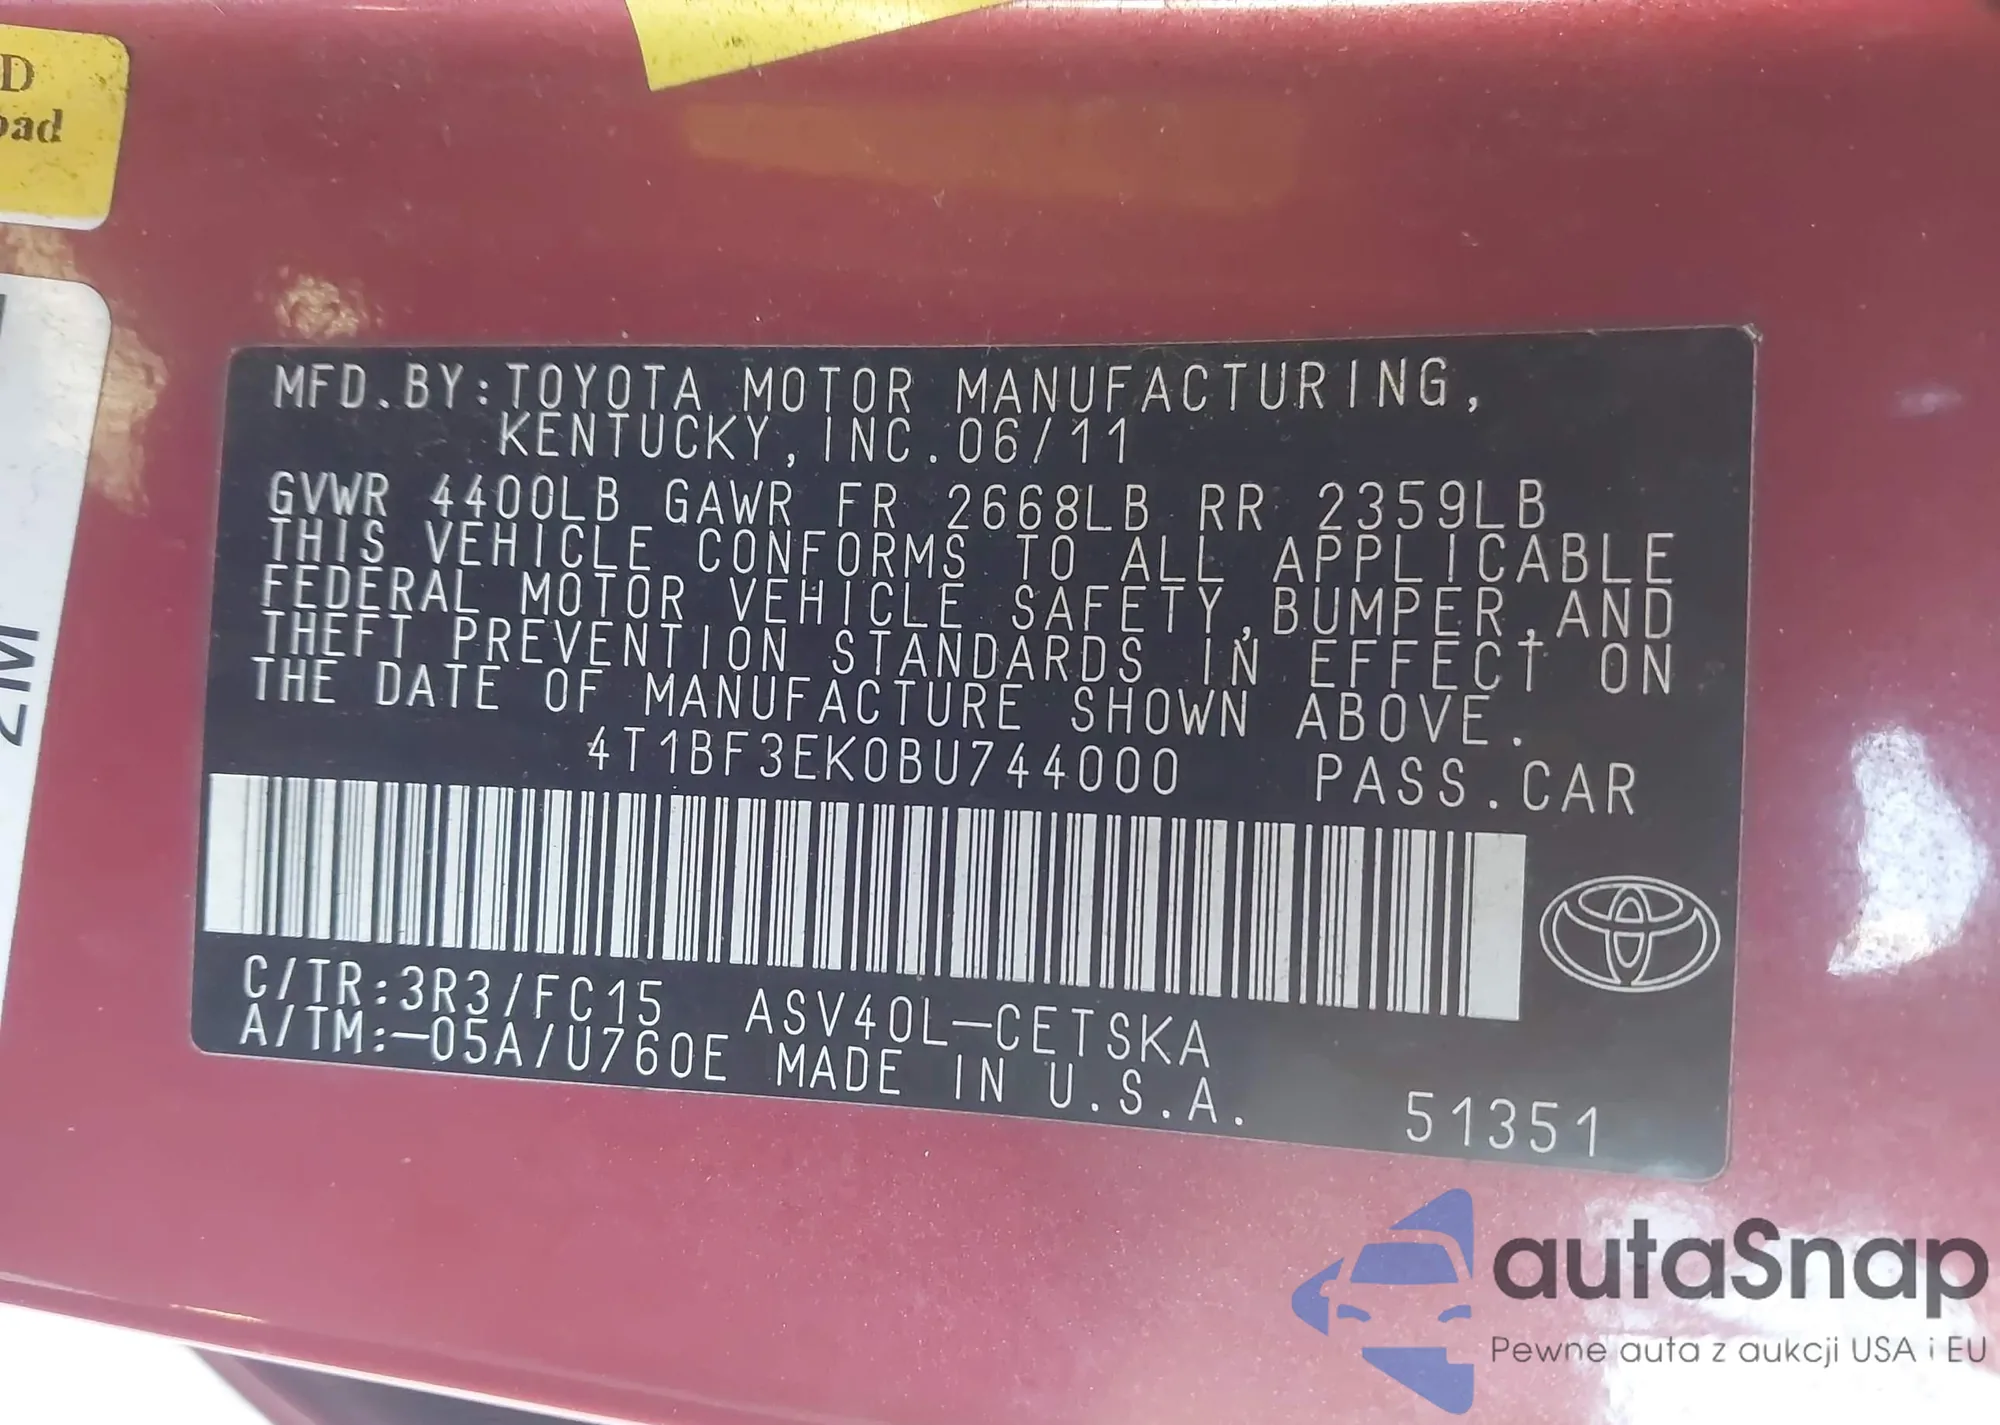 D
oad
2M
MFD.BY:TOYOTA MOTOR MANUFACTURING,
KENTUCKY, INC. 06/11
GVWR 4400LB GAWR FR 2668LB RR 2359LB
THIS VEHICLE CONFORMS TO ALL APPLICABLE
FEDERAL MOTOR VEHICLE SAFETY,BUMPER,AND
THEFT PREVENTION STANDARDS IN EFFECT ON
THE DATE OF MANUFACTURE SHOWN ABOVE.
4T1BF3EK0BU744000 PASS.CAR
C/TR:3R3/FC15 ASV40L-CETSKA
A/TM:-05A/U760E MADE IN U.S.A.
51351
autaSnap
Pewne auta z aukcji USA i EU